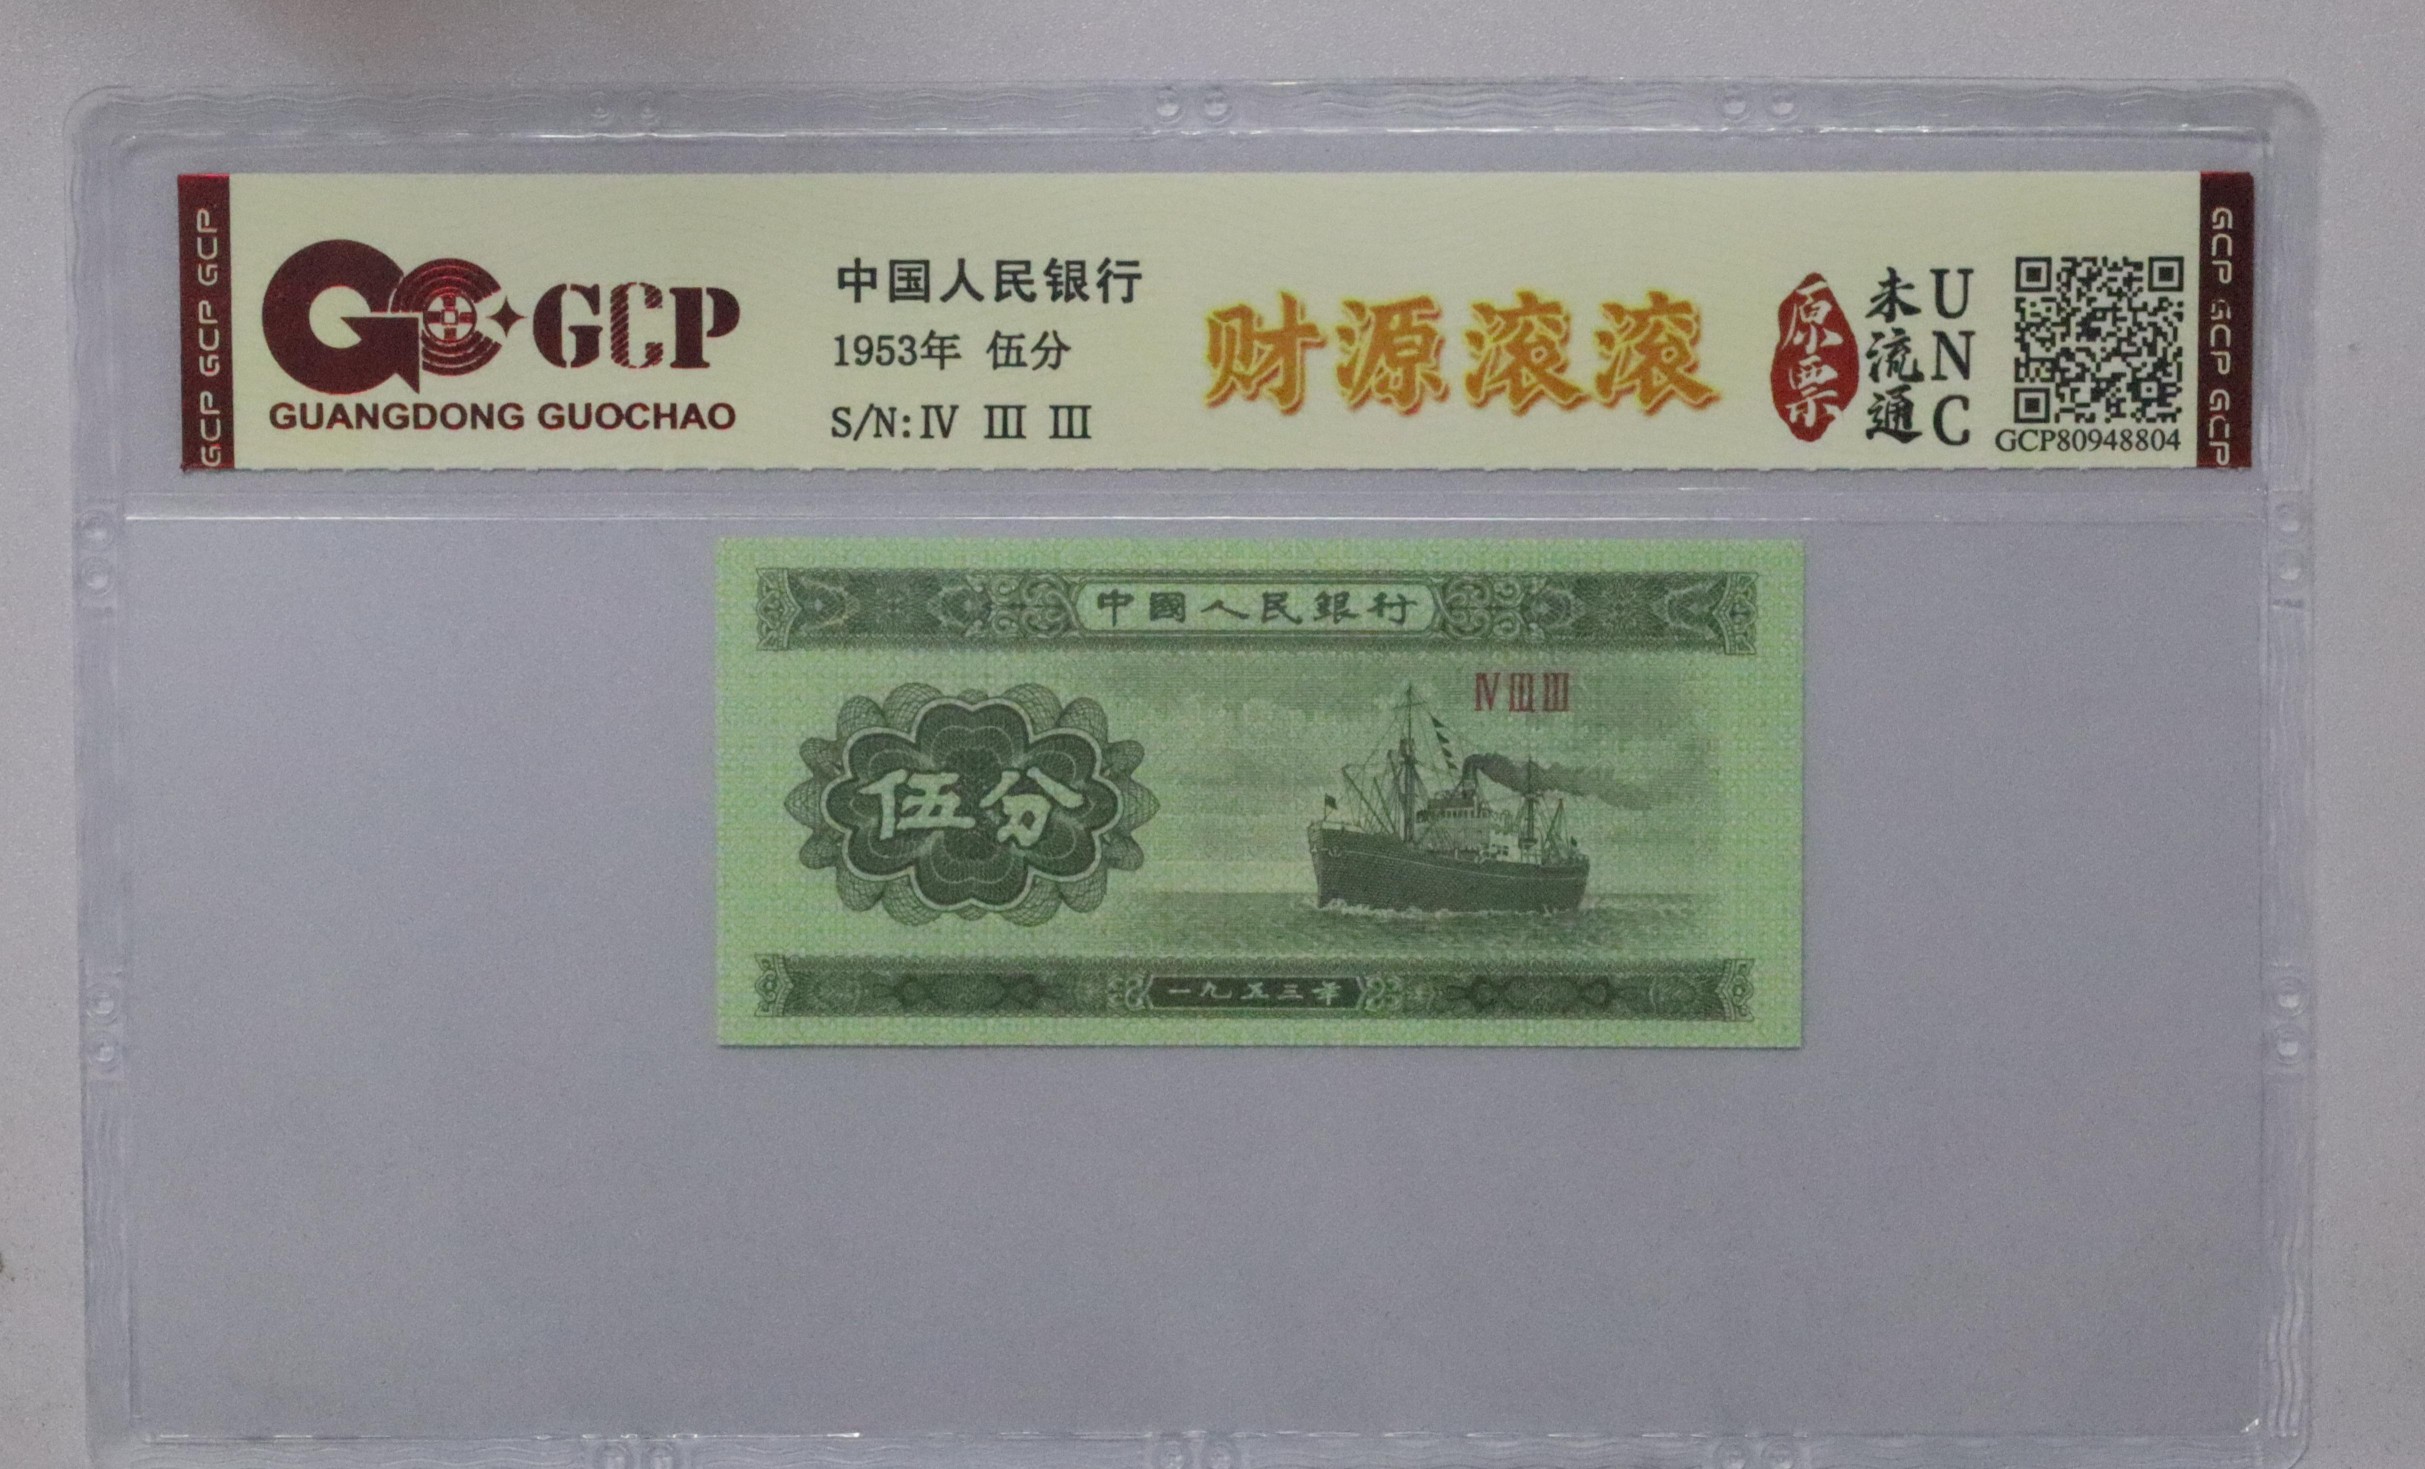 GCP GCP GCP
GCP
GUANGDONG GUOCHAO
中国人民银行
1953年 伍分
S/N: Ⅳ Ⅲ Ⅲ
财源滚滚
原票
未流通
UNC
GCP80948804
GCP GCP GCP
中國人民銀行
Ⅳ Ⅲ Ⅲ
伍分
一九五三年